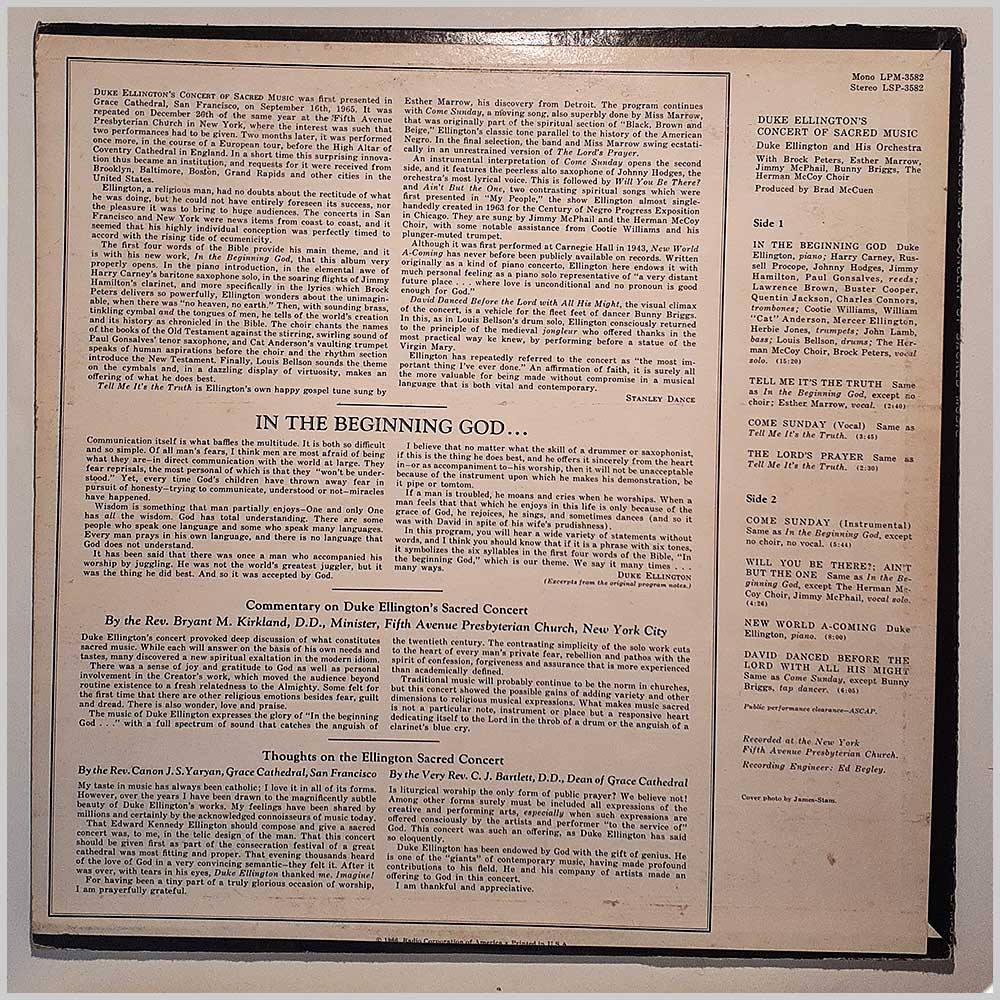 DUKE ELLINGTON'S CONCERT OF SACRED MUSIC was first presented in
Grace Cathedral, San Francisco, on September 16th, 1965. It was
repeated on December 26th of the same year at the Fifth Avenue
Presbyterian Church in New York, where the interest was such that
two performances had to be given. Two months later, it was performed
once more, in the course of a European tour, before the High Altar of
Coventry Cathedral in England. In a short time this surprising innova-
tion thus became an institution, and requests for it were received from
Brooklyn, Baltimore, Boston, Grand Rapids and other cities in the
United States.
Ellington, a religious man, had no doubts about the rectitude of what
he was doing, but he could not have entirely foreseen its success, nor
the pleasure it was to bring to huge audiences. The concerts in San
Francisco and New York were news items from coast to coast, and it
seemed that his highly individual conception was perfectly timed to
accord with the rising tide of ecumenicity.
The first four words of the Bible provide his main theme, and it
is with his new work, In the Beginning God, that this album very
properly opens. In the piano introduction, in the elemental awe of
Harry Carney's baritone saxophone solo, in the soaring flights of Jimmy
Hamilton's clarinet, and more specifically in the lyrics which Brock
Peters delivers so powerfully, Ellington wonders about the unimagin-
able, when there was "no heaven, no earth." Then, with sounding brass,
tinkling cymbal and the tongues of men, he tells of the world's creation
and its history as chronicled in the Bible. The choir chants the names
of the books of the Old Testament against the stirring, swirling sound of
Paul Gonsalves' tenor saxophone, and Cat Anderson's vaulting trumpet
speaks of human aspirations before the choir and the rhythm section
introduce the New Testament. Finally, Louis Bellson sounds the theme
on the cymbals and, in a dazzling display of virtuosity, makes an
offering of what he does best.
Tell Me It's the Truth is Ellington's own happy gospel tune sung by
Esther Marrow, his discovery from Detroit. The program continues
with Come Sunday, a moving song, also superbly done by Miss Marrow,
that was originally part of the spiritual section of "Black, Brown and
Beige," Ellington's classic tone parallel to the history of the American
Negro. In the final selection, the band and Miss Marrow swing ecstati-
cally in an unrestrained version of The Lord's Prayer.
An instrumental interpretation of Come Sunday opens the second
side, and it features the peerless alto saxophone of Johnny Hodges, the
orchestra's most lyrical voice. This is followed by Will You Be There?
and Ain't But the One, two contrasting spiritual songs which were
first presented in "My People," the show Ellington almost single-
handedly created in 1963 for the Century of Negro Progress Exposition
in Chicago. They are sung by Jimmy McPhail and the Herman McCoy
Choir, with some notable assistance from Cootie Williams and his
plunger-muted trumpet.
Although it was first performed at Carnegie Hall in 1943, New World
A-Coming has never before been publicly available on records. Written
originally as a kind of piano concerto, Ellington here endows it with
much personal feeling as a piano solo representative of "a very distant
future place . . . where love is unconditional and no pronoun is good
enough for God."
David Danced Before the Lord with All His Might, the visual climax
of the concert, is a vehicle for the fleet feet of dancer Bunny Briggs.
In this, as in Louis Bellson's drum solo, Ellington consciously returned
to the principle of the medieval jongleur who offered thanks in the
most practical way he knew, by performing before a statue of the
Virgin Mary.
Ellington has repeatedly referred to the concert as "the most im-
portant thing I've ever done." An affirmation of faith, it is surely all
the more valuable for being made without compromise in a musical
language that is both vital and contemporary.
STANLEY DANCE
IN THE BEGINNING GOD...
Communication itself is what baffles the multitude. It is both so difficult
and so simple. Of all man's fears, I think men are most afraid of being
what they are—in direct communication with the world at large. They
fear reprisals, the most personal of which is that they "won't be under-
stood." Yet, every time God's children have thrown away fear in
pursuit of honesty—trying to communicate, understood or not—miracles
have happened.
Wisdom is something that man partially enjoys—One and only One
has all the wisdom. God has total understanding. There are some
people who speak one language and some who speak many languages.
Every man prays in his own language, and there is no language that
God does not understand.
It has been said that there was once a man who accompanied his
worship by juggling. He was not the world's greatest juggler, but it
was the thing he did best. And so it was accepted by God.
I believe that no matter what the skill of a drummer or saxophonist,
if this is the thing he does best, and he offers it sincerely from the heart
in—or as accompaniment to—his worship, then it will not be unacceptable
because of the instrument upon which he makes his demonstration, be
it pipe or tomtom.
If a man is troubled, he moans and cries when he worships. When a
man feels that that which he enjoys in this life is only because of the
grace of God, he rejoices, he sings, and sometimes dances (and so it
was with David in spite of his wife's prudishness).
In this program, you will hear a wide variety of statements without
words, and I think you should know that if it is a phrase with six tones,
it symbolizes the six syllables in the first four words of the Bible, "In
the beginning God," which is our theme. We say it many times . . .
many ways.
DUKE ELLINGTON
(Excerpts from the original program notes.)
Commentary on Duke Ellington's Sacred Concert
By the Rev. Bryant M. Kirkland, D.D., Minister, Fifth Avenue Presbyterian Church, New York City
Duke Ellington's concert provoked deep discussion of what constitutes
sacred music. While each will answer on the basis of his own needs and
tastes, many discovered a new spiritual exaltation in the modern idiom.
There was a sense of joy and gratitude to God as well as personal
involvement in the Creator's work, which moved the audience beyond
routine existence to a fresh relatedness to the Almighty. Some felt for
the first time that there are other religious emotions besides fear, guilt
and dread. There is also wonder, love and praise.
The music of Duke Ellington expresses the glory of "In the beginning
God . . ." with a full spectrum of sound that catches the anguish of
the twentieth century. The contrasting simplicity of the solo work cuts
to the heart of every man's private fear, rebellion and pathos with the
spirit of confession, forgiveness and assurance that is more experienced
than academically defined.
Traditional music will probably continue to be the norm in churches,
but this concert showed the possible gains of adding variety and other
dimensions to religious musical expressions. What makes music sacred
is not a particular note, instrument or place but a responsive heart
dedicating itself to the Lord in the throb of a drum or the anguish of a
clarinet's blue cry.
Thoughts on the Ellington Sacred Concert
By the Rev. Canon J. S. Yaryan, Grace Cathedral, San Francisco
My taste in music has always been catholic; I love it in all of its forms.
However, over the years I have been drawn to the magnificently subtle
beauty of Duke Ellington's works. My feelings have been shared by
millions and certainly by the acknowledged connoisseurs of music today.
That Edward Kennedy Ellington should compose and give a sacred
concert was, to me, in the telic design of the man. That this concert
should be given first as part of the consecration festival of a great
cathedral was most fitting and proper. That evening thousands heard
of the love of God in a very convincing semantic—they felt it. After it
was over, with tears in his eyes, Duke Ellington thanked me. Imagine!
For having been a tiny part of a truly glorious occasion of worship,
I am prayerfully grateful.
By the Very Rev. C. J. Bartlett, D.D., Dean of Grace Cathedral
Is liturgical worship the only form of public prayer? We believe not!
Among other forms surely must be included all expressions of the
creative and performing arts, especially when such expressions are
offered consciously by the artists and performer "to the service of"
God. This concert was such an offering, as Duke Ellington has said
so eloquently.
Duke Ellington has been endowed by God with the gift of genius. He
is one of the "giants" of contemporary music, having made profound
contributions to his field. He and his company of artists made an
offering to God in this concert.
I am thankful and appreciative.
Mono LPM-3582
Stereo LSP-3582
DUKE ELLINGTON'S
CONCERT OF SACRED MUSIC
Duke Ellington and His Orchestra
With Brock Peters, Esther Marrow,
Jimmy McPhail, Bunny Briggs, The
Herman McCoy Choir
Produced by Brad McCuen
Side 1
IN THE BEGINNING GOD Duke
Ellington, piano; Harry Carney, Rus-
sell Procope, Johnny Hodges, Jimmy
Hamilton, Paul Gonsalves, reeds;
Lawrence Brown, Buster Cooper,
Quentin Jackson, Charles Connors,
trombones; Cootie Williams, William
"Cat" Anderson, Mercer Ellington,
Herbie Jones, trumpets; John Lamb,
bass; Louis Bellson, drums; The Her-
man McCoy Choir, Brock Peters, vocal
solo. (15:20)
TELL ME IT'S THE TRUTH Same
as In the Beginning God, except no
choir; Esther Marrow, vocal. (2:40)
COME SUNDAY (Vocal) Same as
Tell Me It's the Truth. (3:45)
THE LORD'S PRAYER Same as
Tell Me It's the Truth. (2:30)
Side 2
COME SUNDAY (Instrumental)
Same as In the Beginning God, except
no choir, no vocal. (5:44)
WILL YOU BE THERE?; AIN'T
BUT THE ONE Same as In the Be-
ginning God, except The Herman Mc-
Coy Choir, Jimmy McPhail, vocal solo.
(4:26)
NEW WORLD A-COMING Duke
Ellington, piano. (8:00)
DAVID DANCED BEFORE THE
LORD WITH ALL HIS MIGHT
Same as Come Sunday, except Bunny
Briggs, tap dancer. (6:05)
Public performance clearance—ASCAP.
Recorded at the New York
Fifth Avenue Presbyterian Church.
Recording Engineer: Ed Begley.
Cover photo by James-Stam.
© 1966, Radio Corporation of America • Printed in U.S.A.